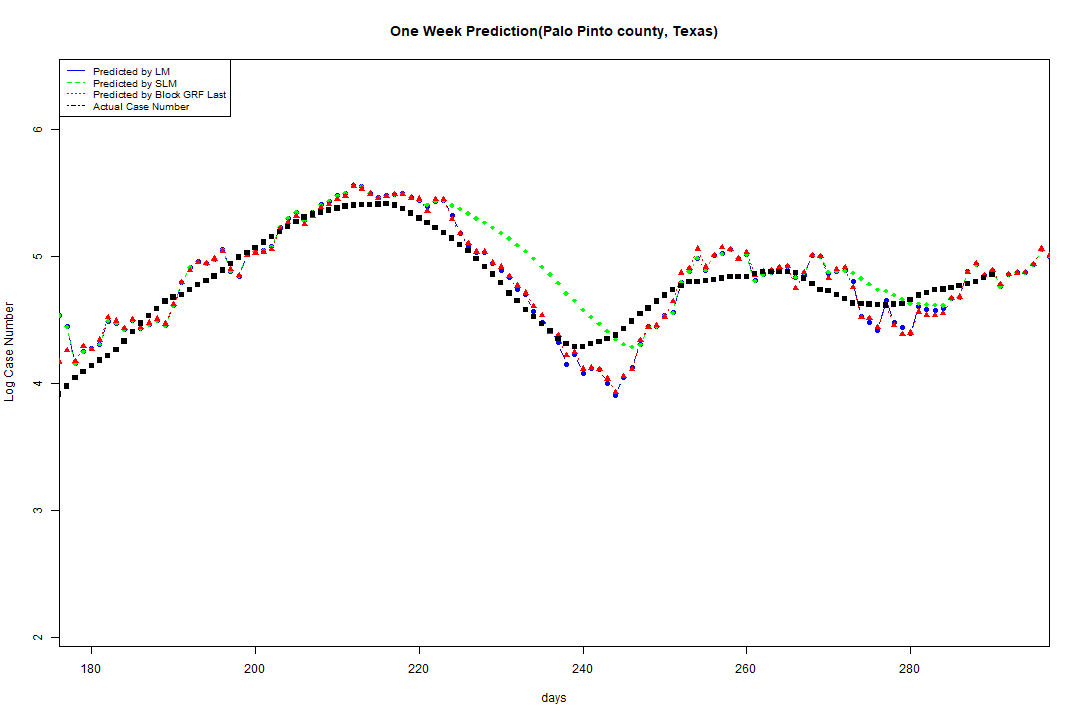 One Week Prediction(Palo Pinto county, Texas)
Predicted by LM
Predicted by SLM
Predicted by Block GRF Last
Actual Case Number
6
5
4
3
2
Log Case Number
180 200 220 240 260 280
days